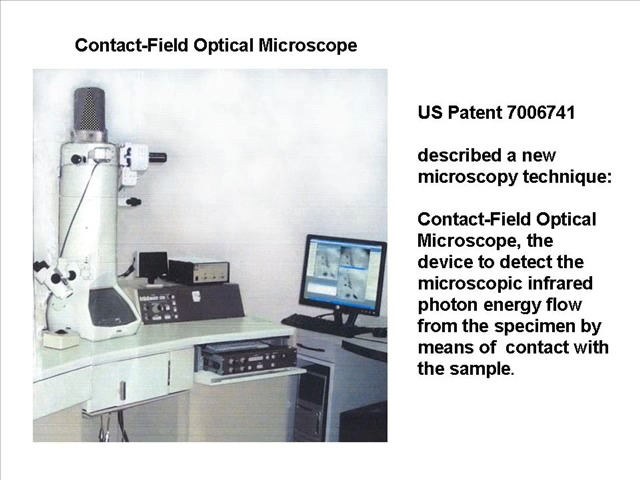 Contact-Field Optical Microscope
US Patent 7006741
described a new
microscopy technique:
Contact-Field Optical
Microscope, the
device to detect the
microscopic infrared
photon energy flow
from the specimen by
means of contact with
the sample.